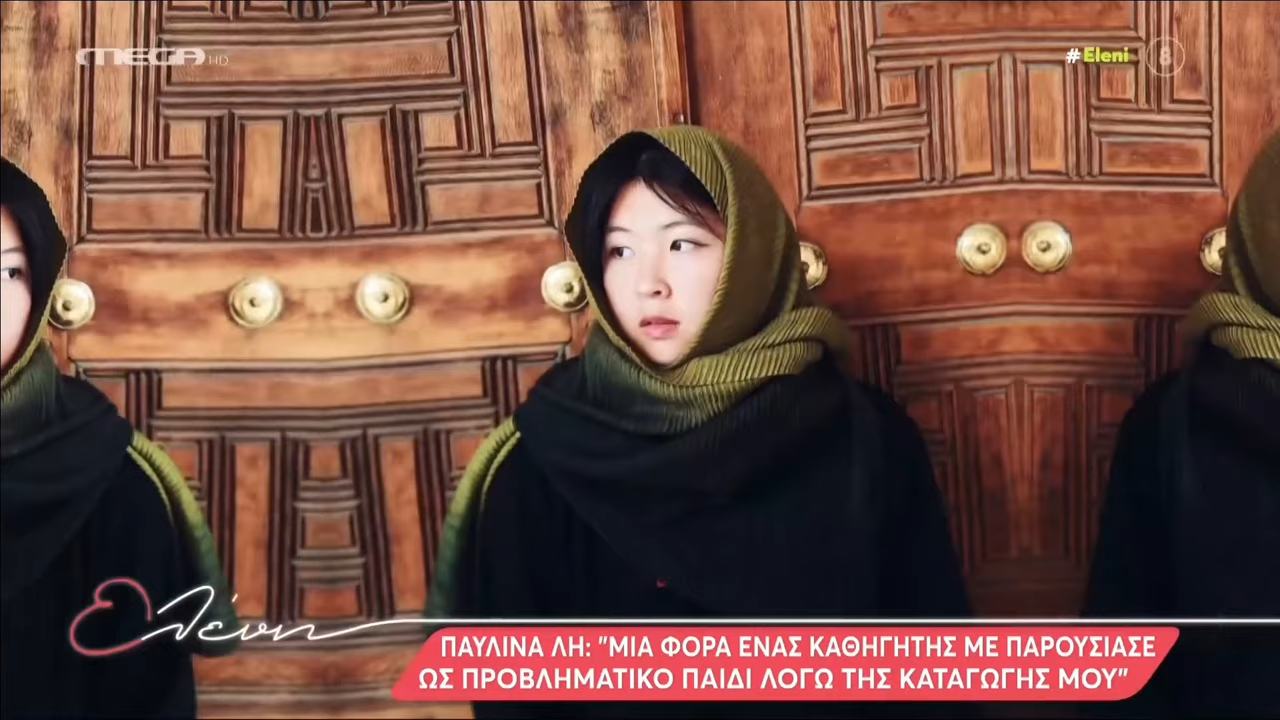 MEGA HD
#Eleni 8
Ελένη
ΠΑΥΛΙΝΑ ΛΗ: "ΜΙΑ ΦΟΡΑ ΕΝΑΣ ΚΑΘΗΓΗΤΗΣ ΜΕ ΠΑΡΟΥΣΙΑΣΕ
ΩΣ ΠΡΟΒΛΗΜΑΤΙΚΟ ΠΑΙΔΙ ΛΟΓΩ ΤΗΣ ΚΑΤΑΓΩΓΗΣ ΜΟΥ"